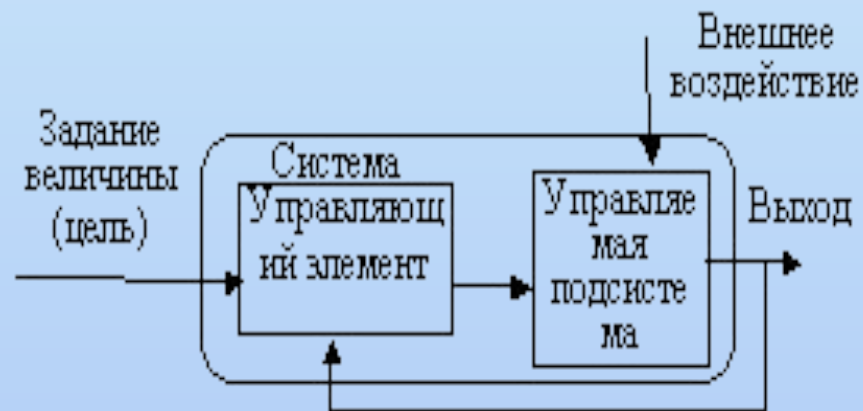 Внешнее
воздействие
Задание
величины
(цель)
Система
Управляющ
ий элемент
Управляе
мая
подсисте
ма
Выход